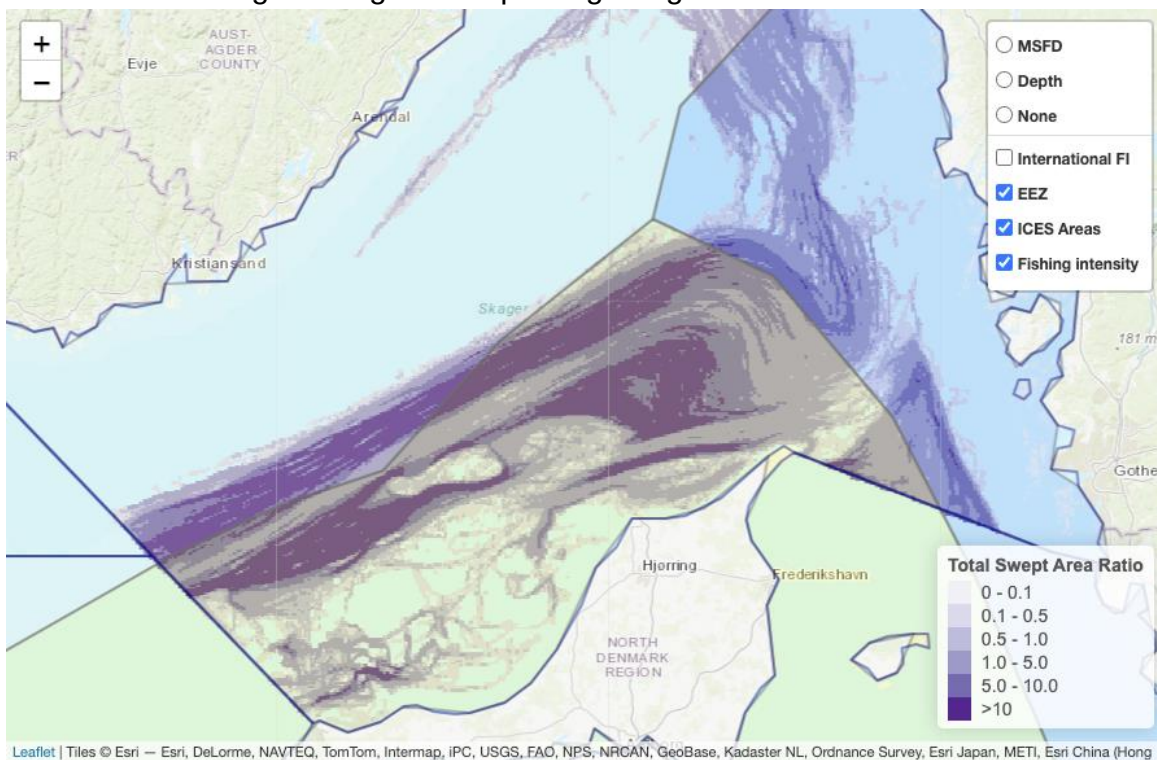 +
−
AUST-
AGDER
COUNTY
Evje
Arendal
Kristiansand
Skager
MSFD
Depth
None
International FI
EEZ
ICES Areas
Fishing intensity
181 m
Gothe
Hjørring
Frederikshavn
NORTH
DENMARK
REGION
Total Swept Area Ratio
0 - 0.1
0.1 - 0.5
0.5 - 1.0
1.0 - 5.0
5.0 - 10.0
>10
Leaflet | Tiles © Esri — Esri, DeLorme, NAVTEQ, TomTom, Intermap, iPC, USGS, FAO, NPS, NRCAN, GeoBase, Kadaster NL, Ordnance Survey, Esri Japan, METI, Esri China (Hong